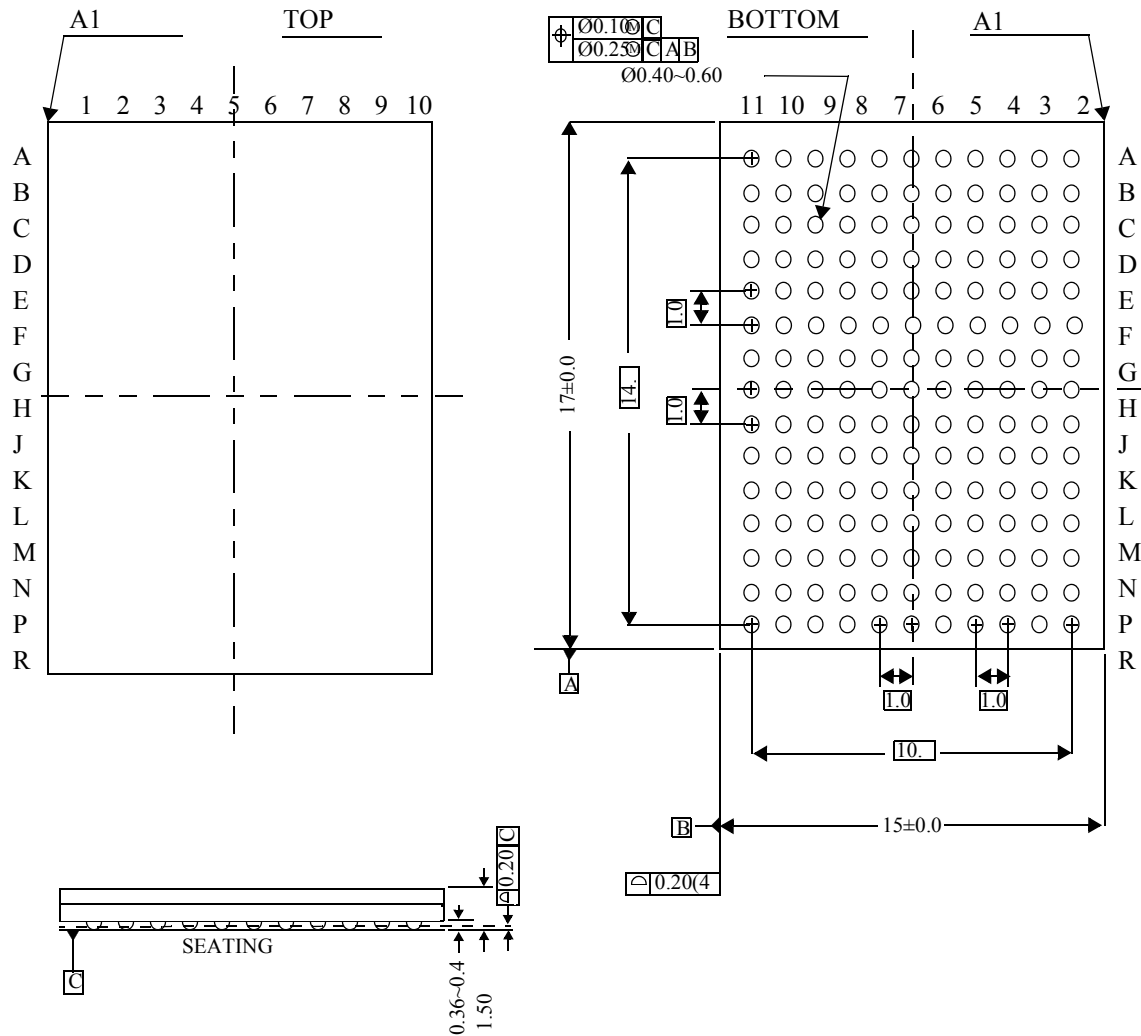 A1 TOP
BOTTOM A1
Ø0.10Ⓜ C
Ø0.25Ⓜ C A B
Ø0.40~0.60
1 2 3 4 5 6 7 8 9 10
11 10 9 8 7 6 5 4 3 2
A
B
C
D
E
F
G
H
J
K
L
M
N
P
R
17±0.0
14.
1.0
1.0
A
B
C
D
E
F
G
H
J
K
L
M
N
P
R
A
1.0 1.0
10.
B 15±0.0
0.20(4
0.20 C
SEATING
C
0.36~0.4
1.50